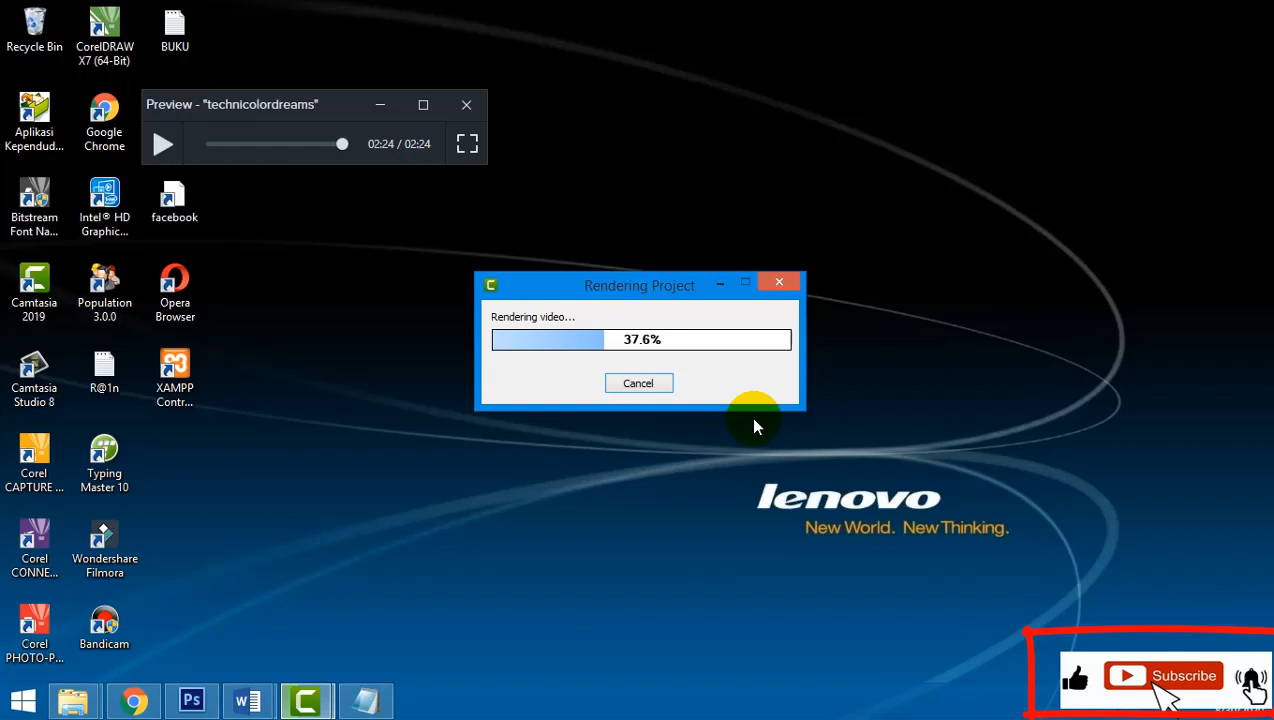 Recycle Bin
CorelDRAW
X7 (64-Bit)
BUKU
Preview - "technicolordreams"
02:24 / 02:24
Aplikasi
Kependud...
Google
Chrome
Bitstream
Font Na...
Intel® HD
Graphic...
facebook
Rendering Project
Rendering video...
37.6%
Cancel
Camtasia
2019
Population
3.0.0
Opera
Browser
Camtasia
Studio 8
R@1n
XAMPP
Contr...
Corel
CAPTURE ...
Typing
Master 10
lenovo
New World. New Thinking.
Corel
CONNE...
Wondershare
Filmora
Corel
PHOTO-P...
Bandicam
Subscribe
Ps